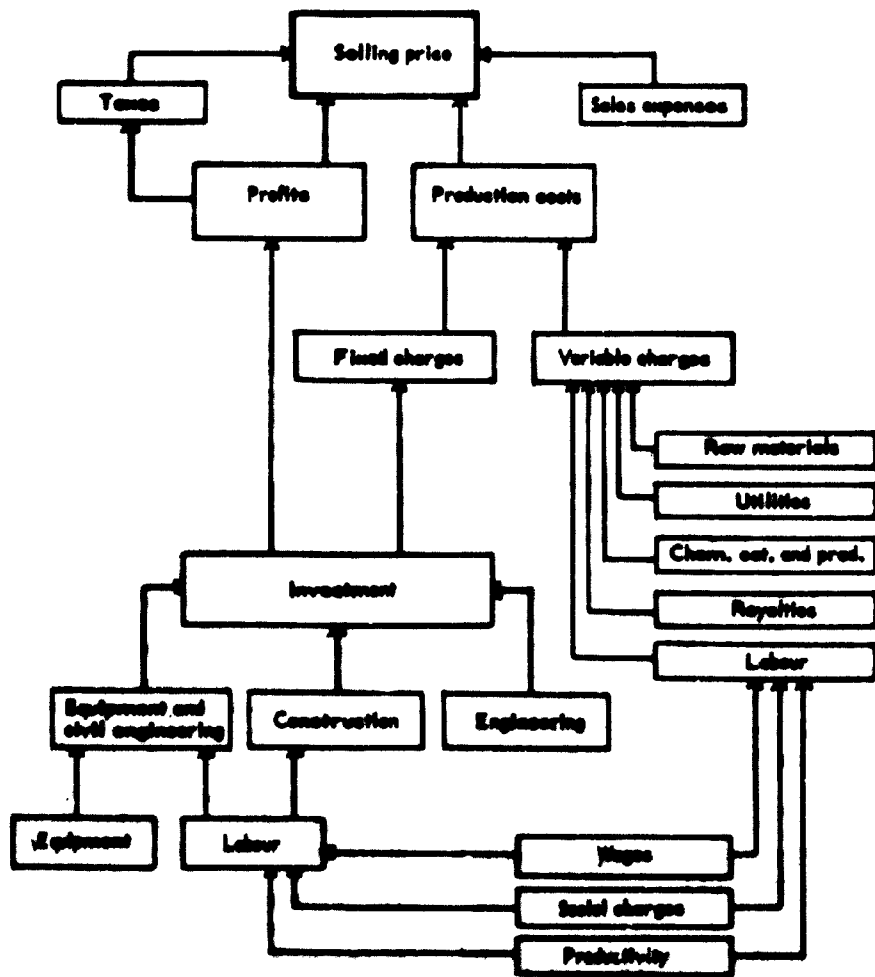 Selling price
Taxes
Sales expenses
Profits
Production costs
Fixed charges
Variable charges
Raw materials
Utilities
Chem. cat. and prod.
Investment
Royalties
Labour
Equipment and
civil engineering
Construction
Engineering
Equipment
Labour
Wages
Social charges
Productivity